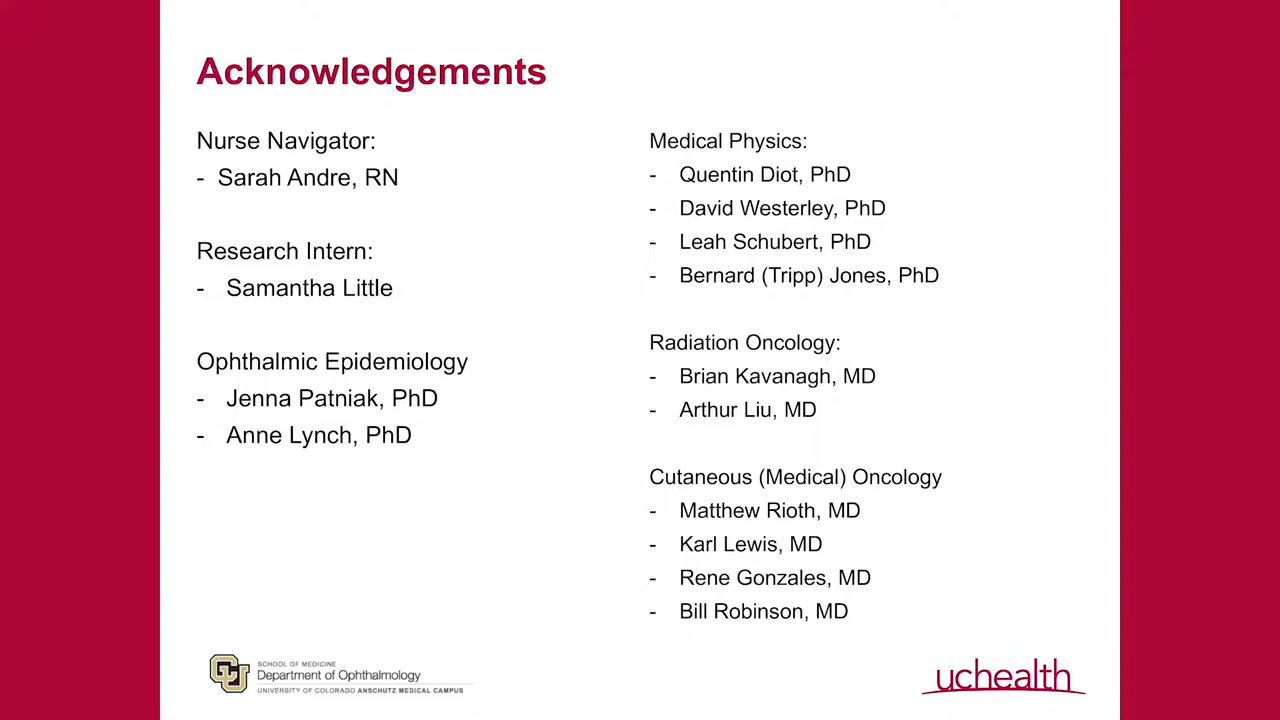 Acknowledgements
Nurse Navigator:
- Sarah Andre, RN
Research Intern:
- Samantha Little
Ophthalmic Epidemiology
- Jenna Patniak, PhD
- Anne Lynch, PhD
Medical Physics:
- Quentin Diot, PhD
- David Westerley, PhD
- Leah Schubert, PhD
- Bernard (Tripp) Jones, PhD
Radiation Oncology:
- Brian Kavanagh, MD
- Arthur Liu, MD
Cutaneous (Medical) Oncology
- Matthew Rioth, MD
- Karl Lewis, MD
- Rene Gonzales, MD
- Bill Robinson, MD
CU
SCHOOL OF MEDICINE
Department of Ophthalmology
UNIVERSITY OF COLORADO ANSCHUTZ MEDICAL CAMPUS
uchealth